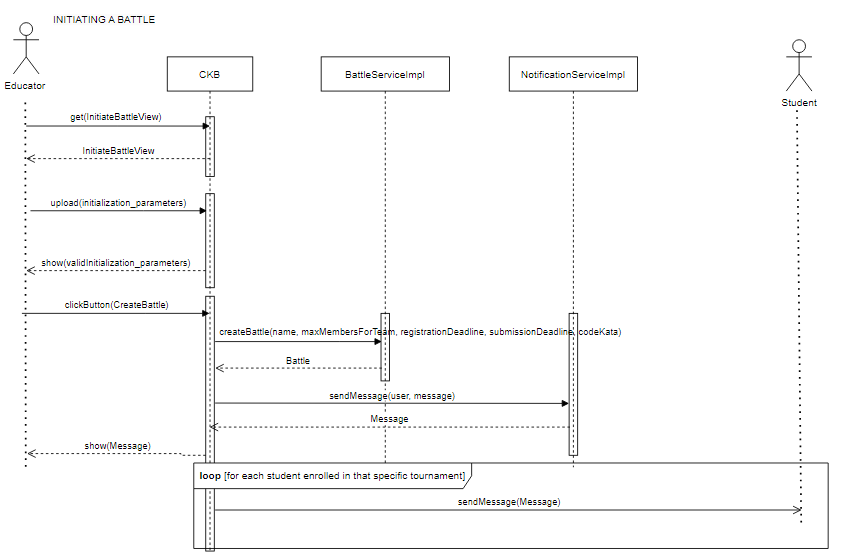 INITIATING A BATTLE
Educator
CKB
BattleServiceImpl
NotificationServiceImpl
Student
get(InitiateBattleView)
InitiateBattleView
upload(initialization_parameters)
show(validInitialization_parameters)
clickButton(CreateBattle)
createBattle(name, maxMembersForTeam, registrationDeadline, submissionDeadline, codeKata)
Battle
sendMessage(user, message)
Message
show(Message)
loop [for each student enrolled in that specific tournament]
sendMessage(Message)